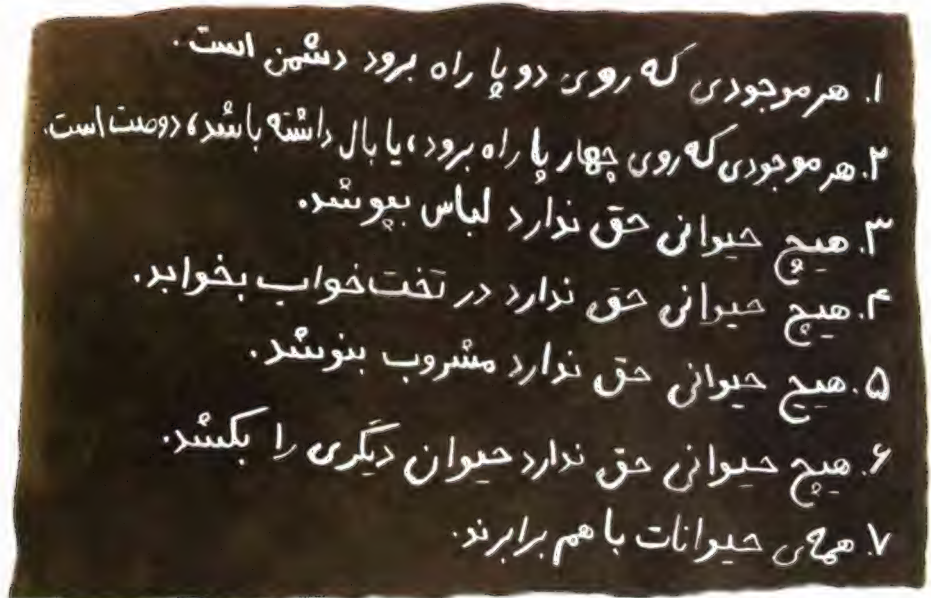 ۱. هر موجودی که روی دو پا راه برود دشمن است.
۲. هر موجودی که روی چهار پا راه برود، یا بال داشته باشد، دوست است.
۳. هیچ حیوانی حق ندارد لباس بپوشد.
۴. هیچ حیوانی حق ندارد در تخت‌خواب بخوابد.
۵. هیچ حیوانی حق ندارد مشروب بنوشد.
۶. هیچ حیوانی حق ندارد حیوان دیگری را بکشد.
۷. همه‌ی حیوانات با هم برابرند.